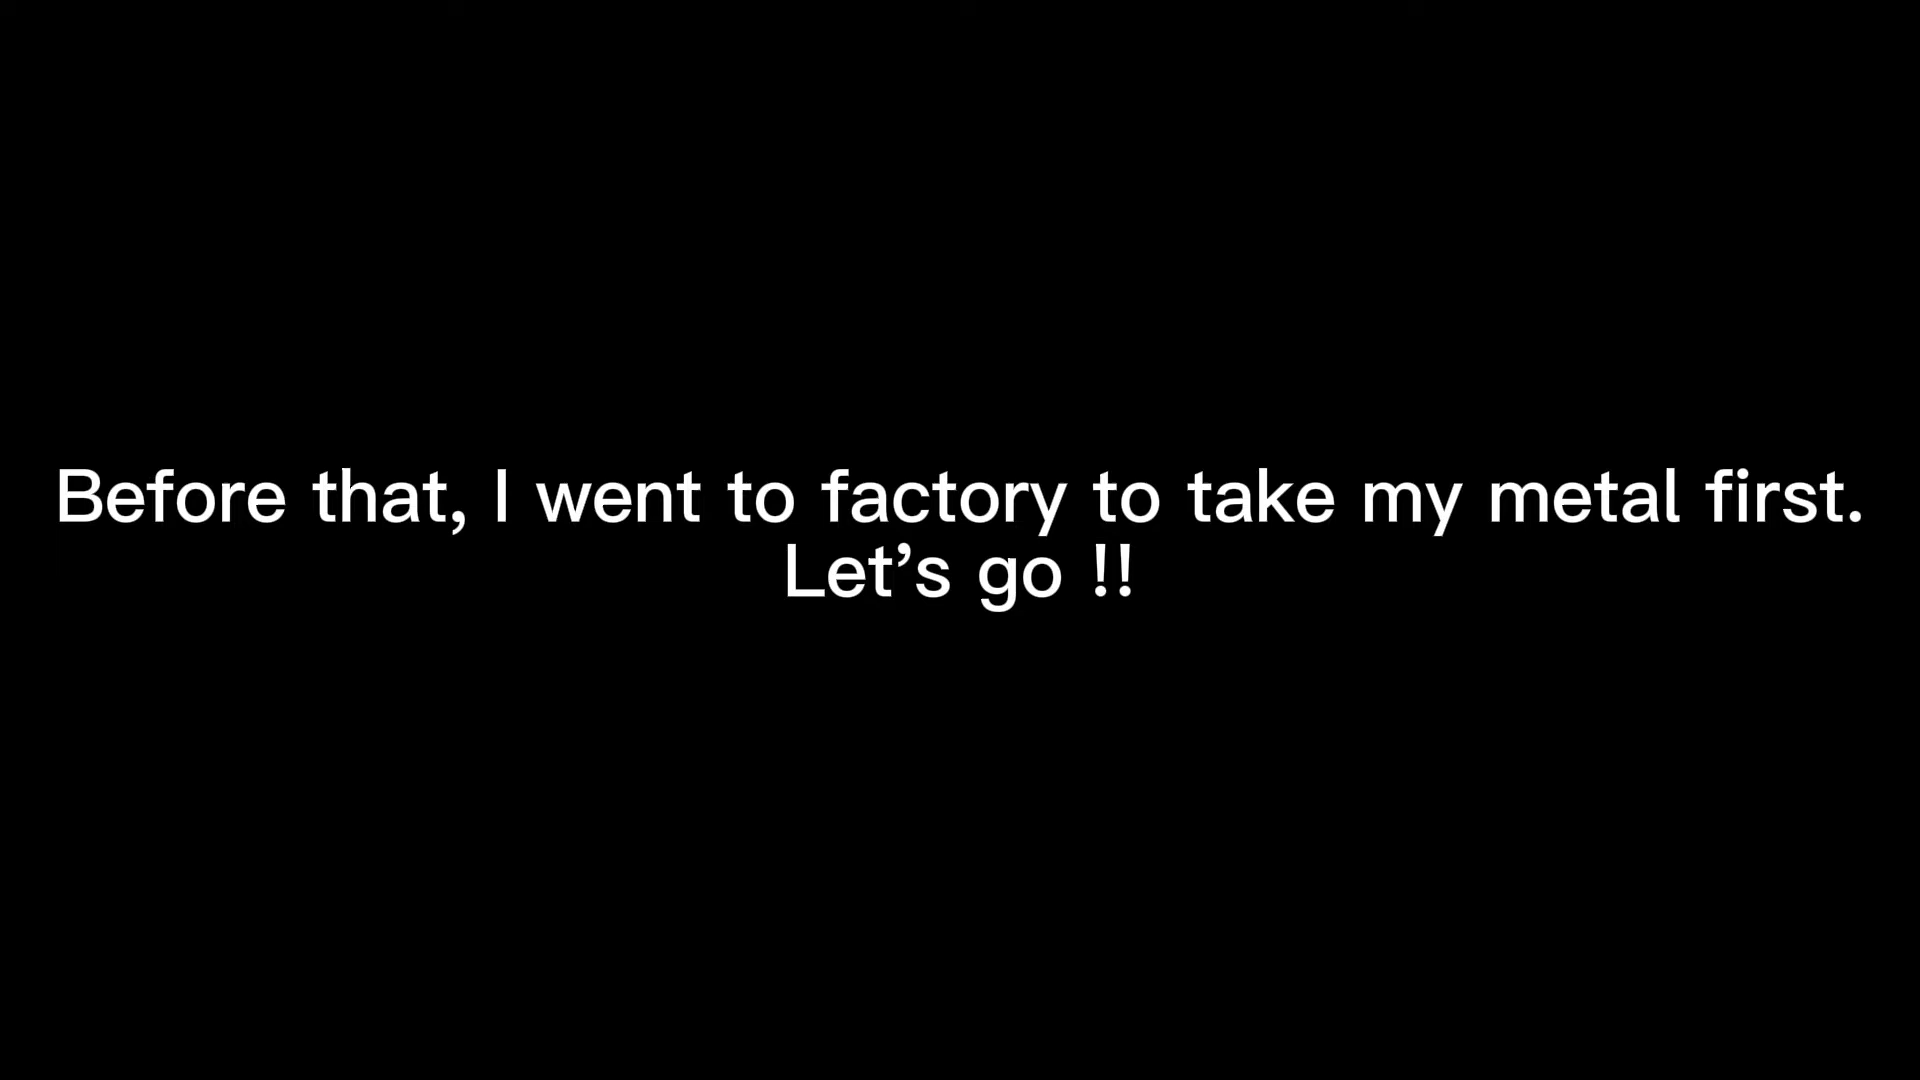 Before that, I went to factory to take my metal first.
Let’s go !!